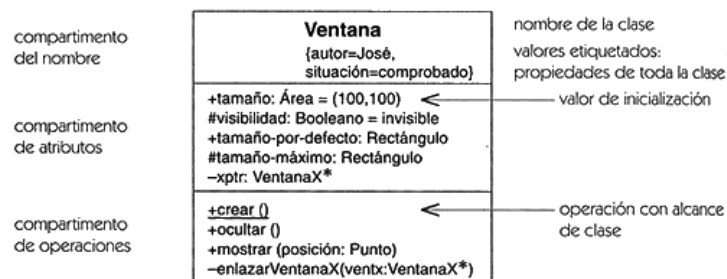 compartimento
del nombre
Ventana
{autor=José,
situación=comprobado}
nombre de la clase
valores etiquetados:
propiedades de toda la clase
compartimento
de atributos
+tamaño: Área = (100,100)
#visibilidad: Booleano = invisible
+tamaño-por-defecto: Rectángulo
#tamaño-máximo: Rectángulo
–xptr: VentanaX*
valor de inicialización
compartimento
de operaciones
+crear ()
+ocultar ()
+mostrar (posición: Punto)
–enlazarVentanaX(ventx:VentanaX*)
operación con alcance
de clase